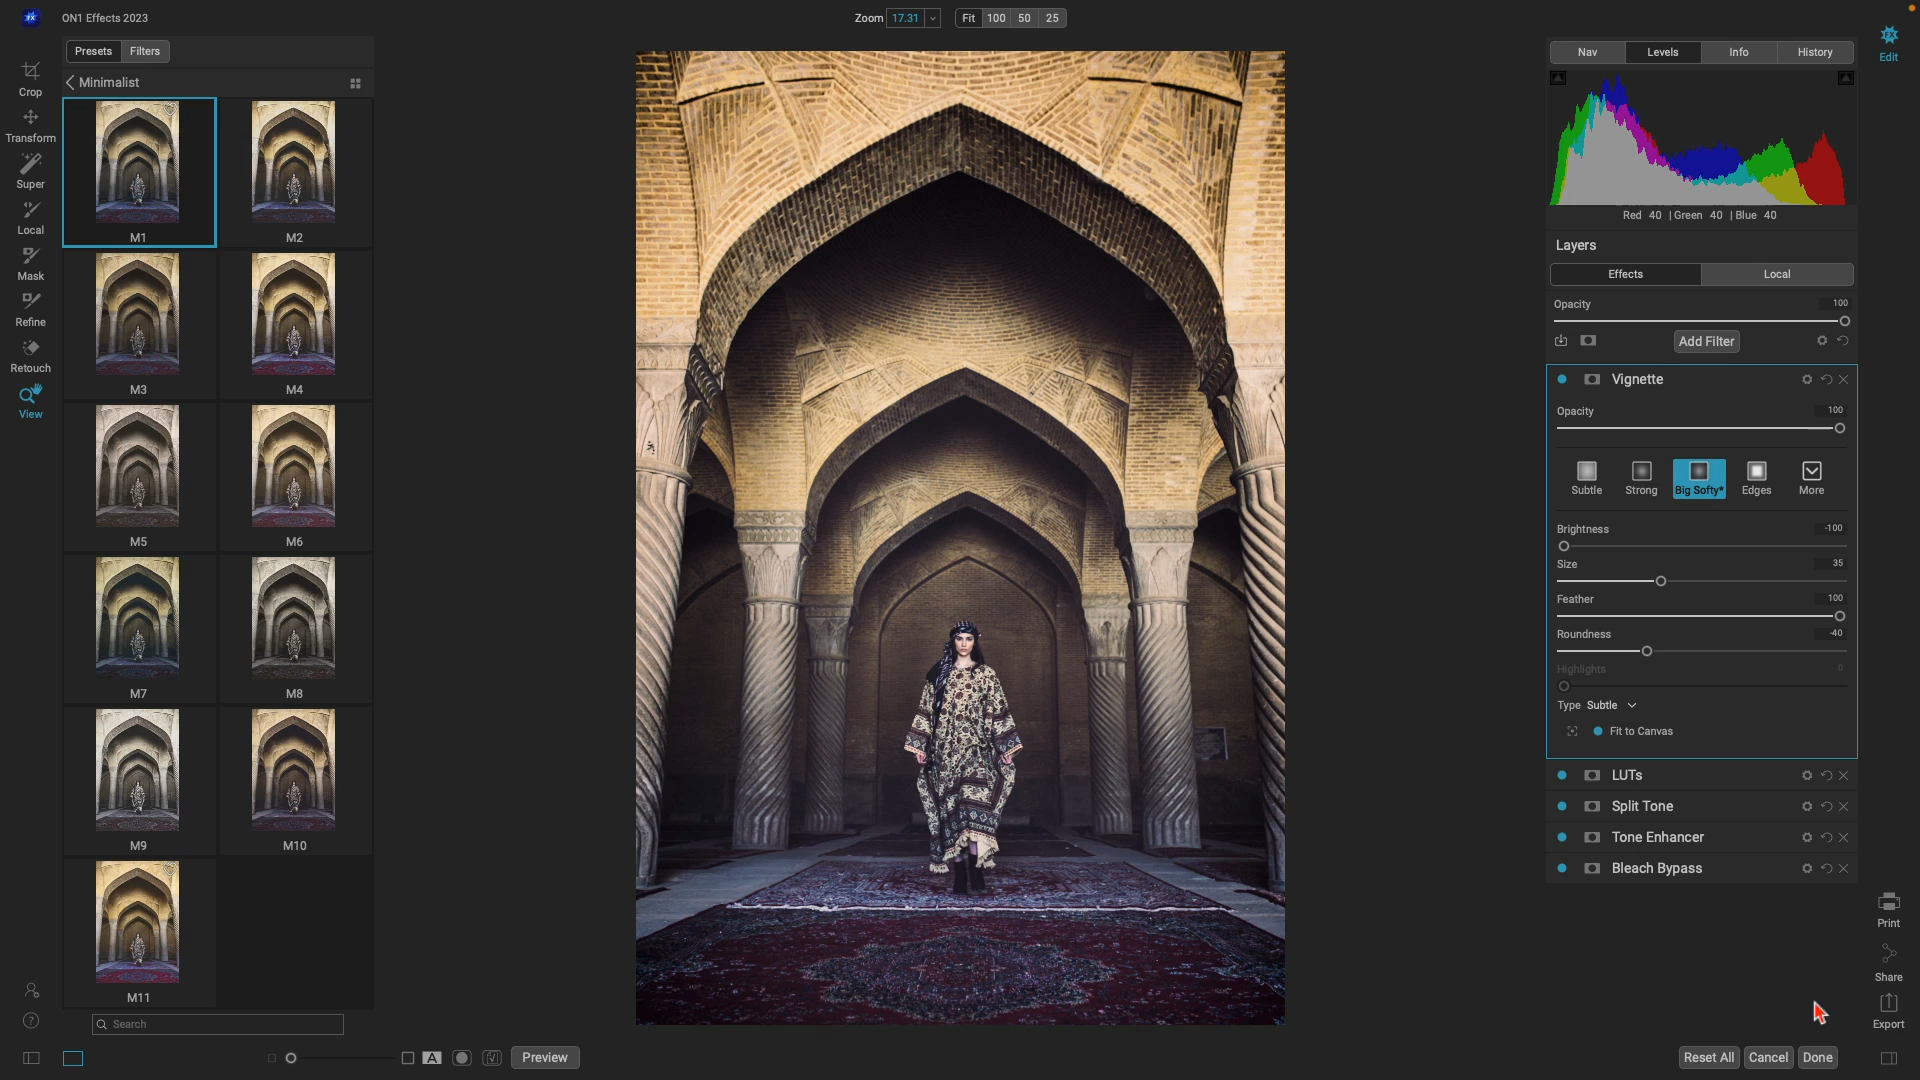 ON1 Effects 2023
Zoom 17.31 Fit 100 50 25
Presets Filters
Minimalist
Crop
Transform
Super
Local
Mask
Refine
Retouch
View
M1 M2
M3 M4
M5 M6
M7 M8
M9 M10
M11
Search
A
Preview
Nav Levels Info History
Edit
Red 40 | Green 40 | Blue 40
Layers
Effects Local
Opacity 100
Add Filter
Vignette
Opacity 100
Subtle Strong Big Softy* Edges More
Brightness -100
Size 35
Feather 100
Roundness -40
Highlights 0
Type Subtle
Fit to Canvas
LUTs
Split Tone
Tone Enhancer
Bleach Bypass
Print
Share
Export
Reset All Cancel Done